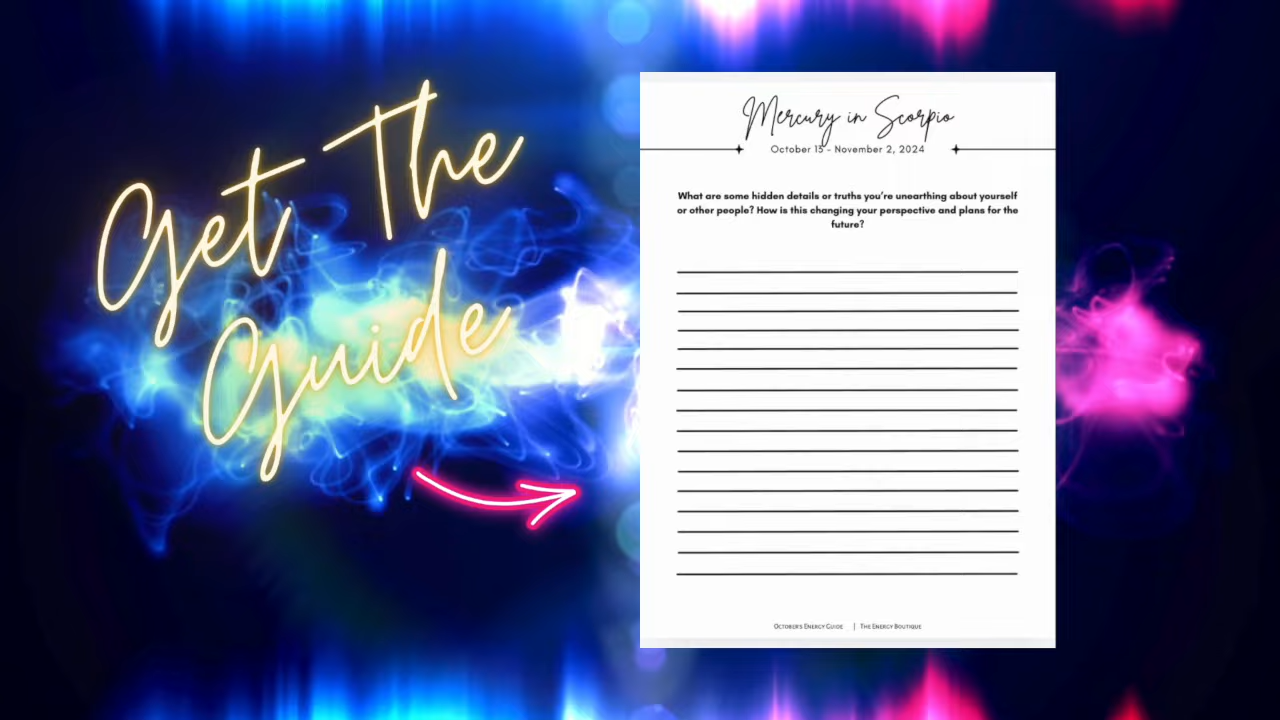 Get The
Guide
Mercury in Scorpio
October 15 - November 2, 2024
What are some hidden details or truths you're unearthing about yourself
or other people? How is this changing your perspective and plans for the
future?
October's Energy Guide | The Energy Boutique